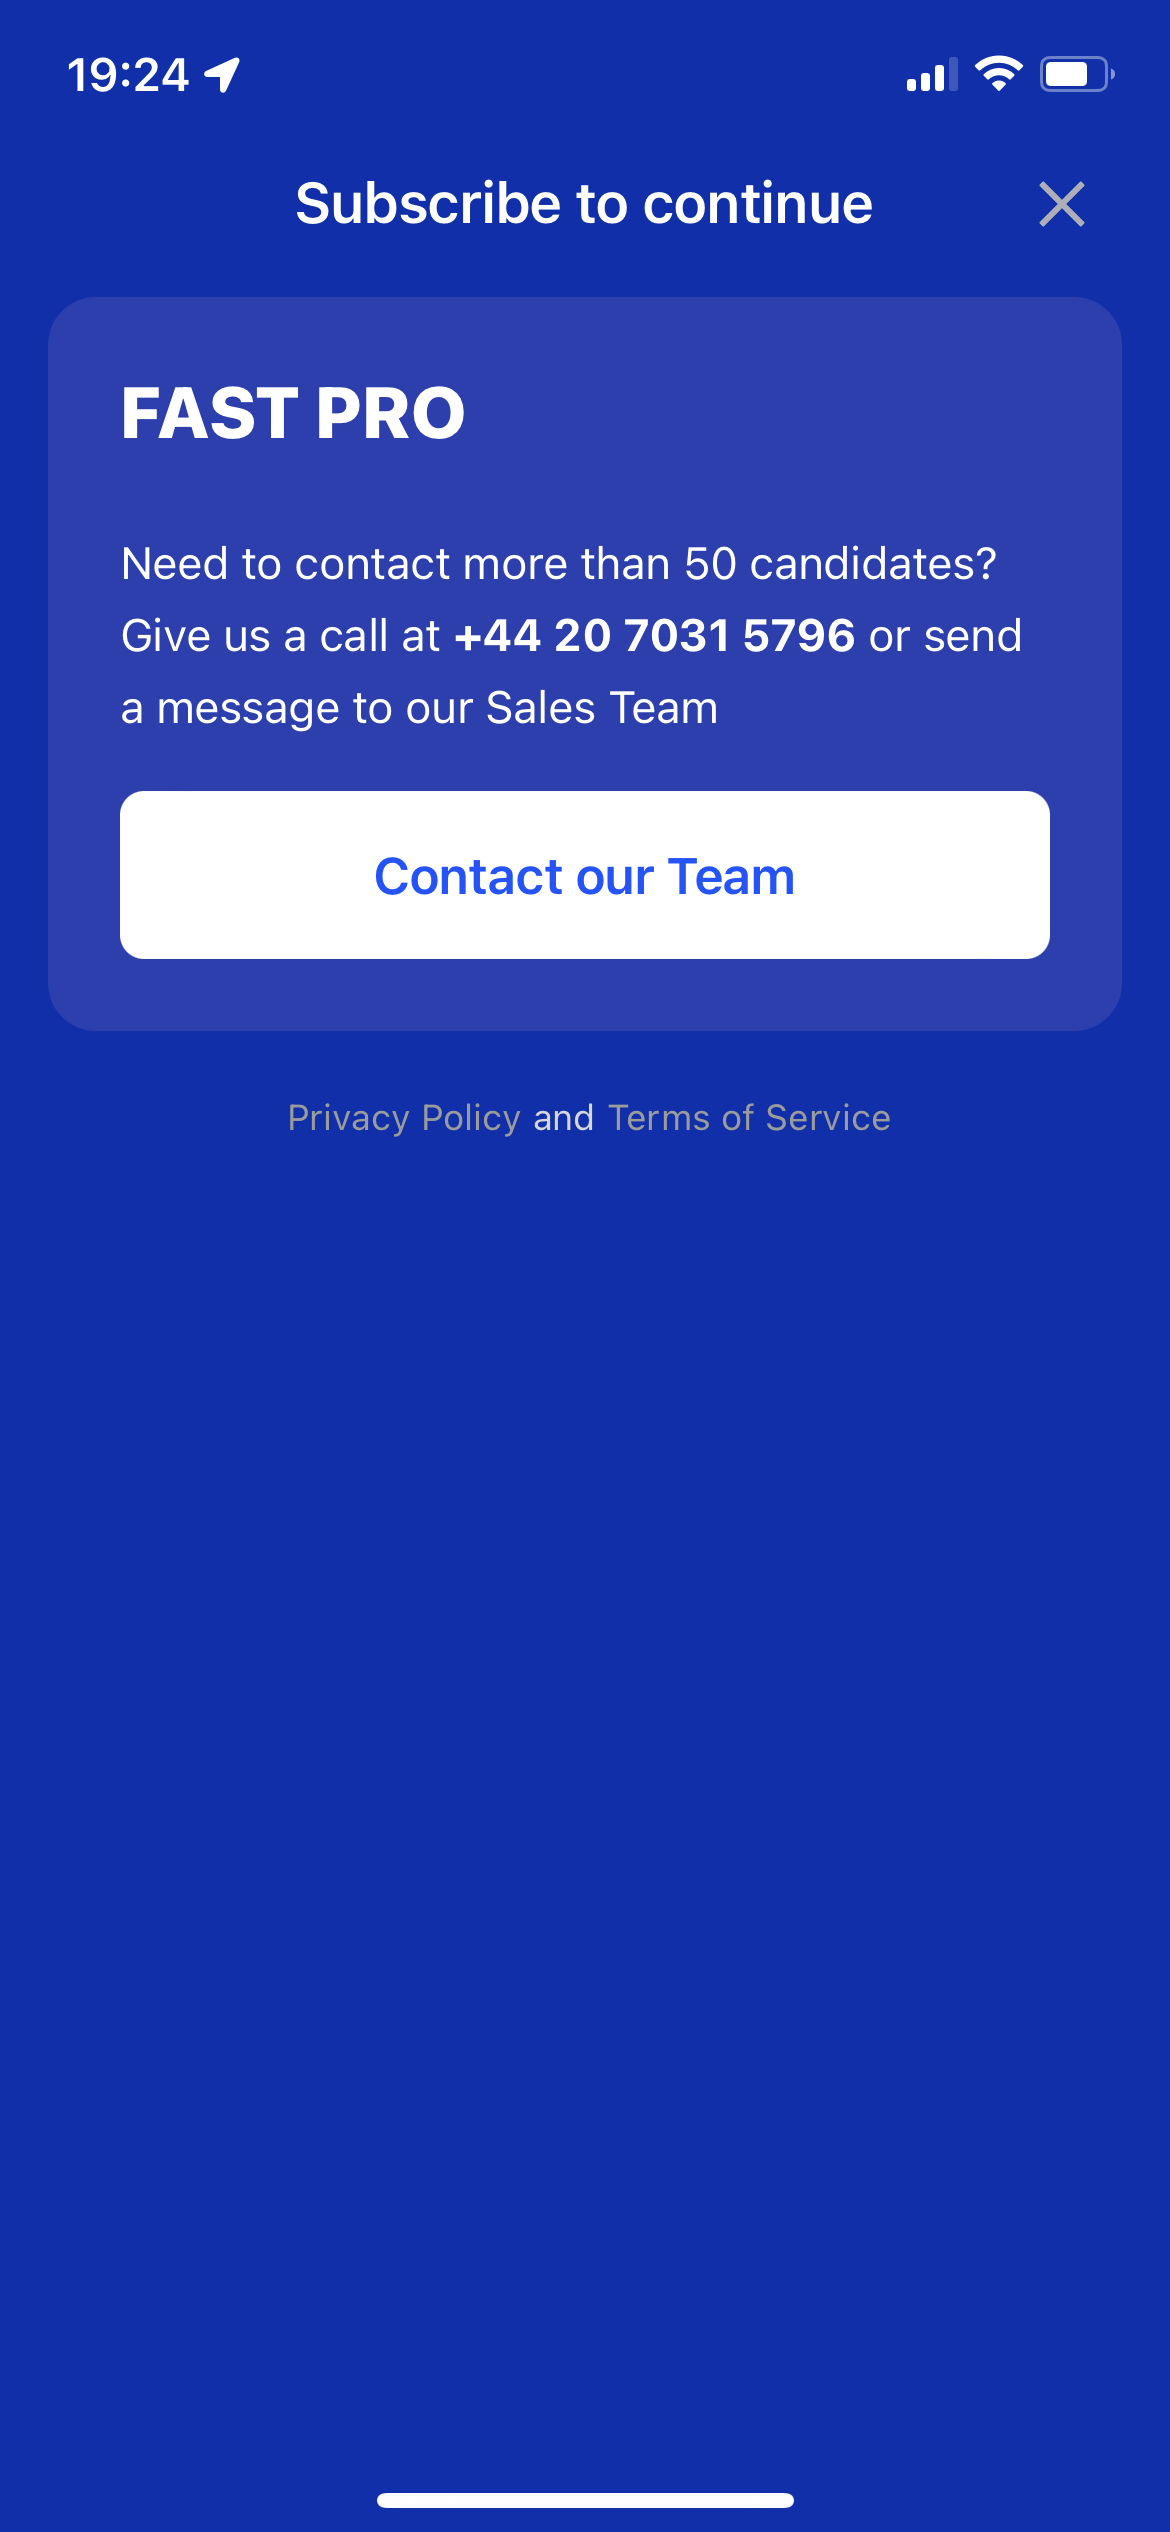 19:24
Subscribe to continue
FAST PRO
Need to contact more than 50 candidates?
Give us a call at +44 20 7031 5796 or send
a message to our Sales Team
Contact our Team
Privacy Policy and Terms of Service